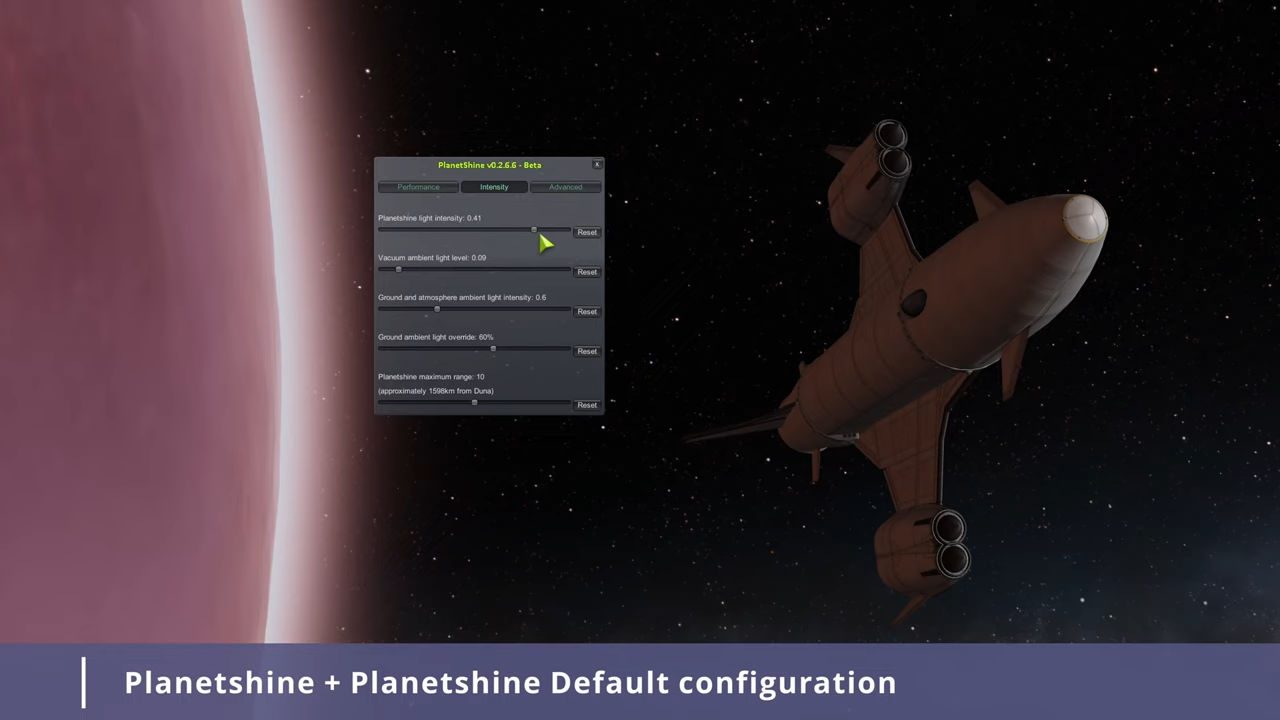 PlanetShine v0.2.6.6 - Beta
x
Performance Intensity Advanced
Planetshine light intensity: 0.41
Reset
Vacuum ambient light level: 0.09
Reset
Ground and atmosphere ambient light intensity: 0.6
Reset
Ground ambient light override: 60%
Reset
Planetshine maximum range: 10
(approximately 1598km from Duna)
Reset
Planetshine + Planetshine Default configuration